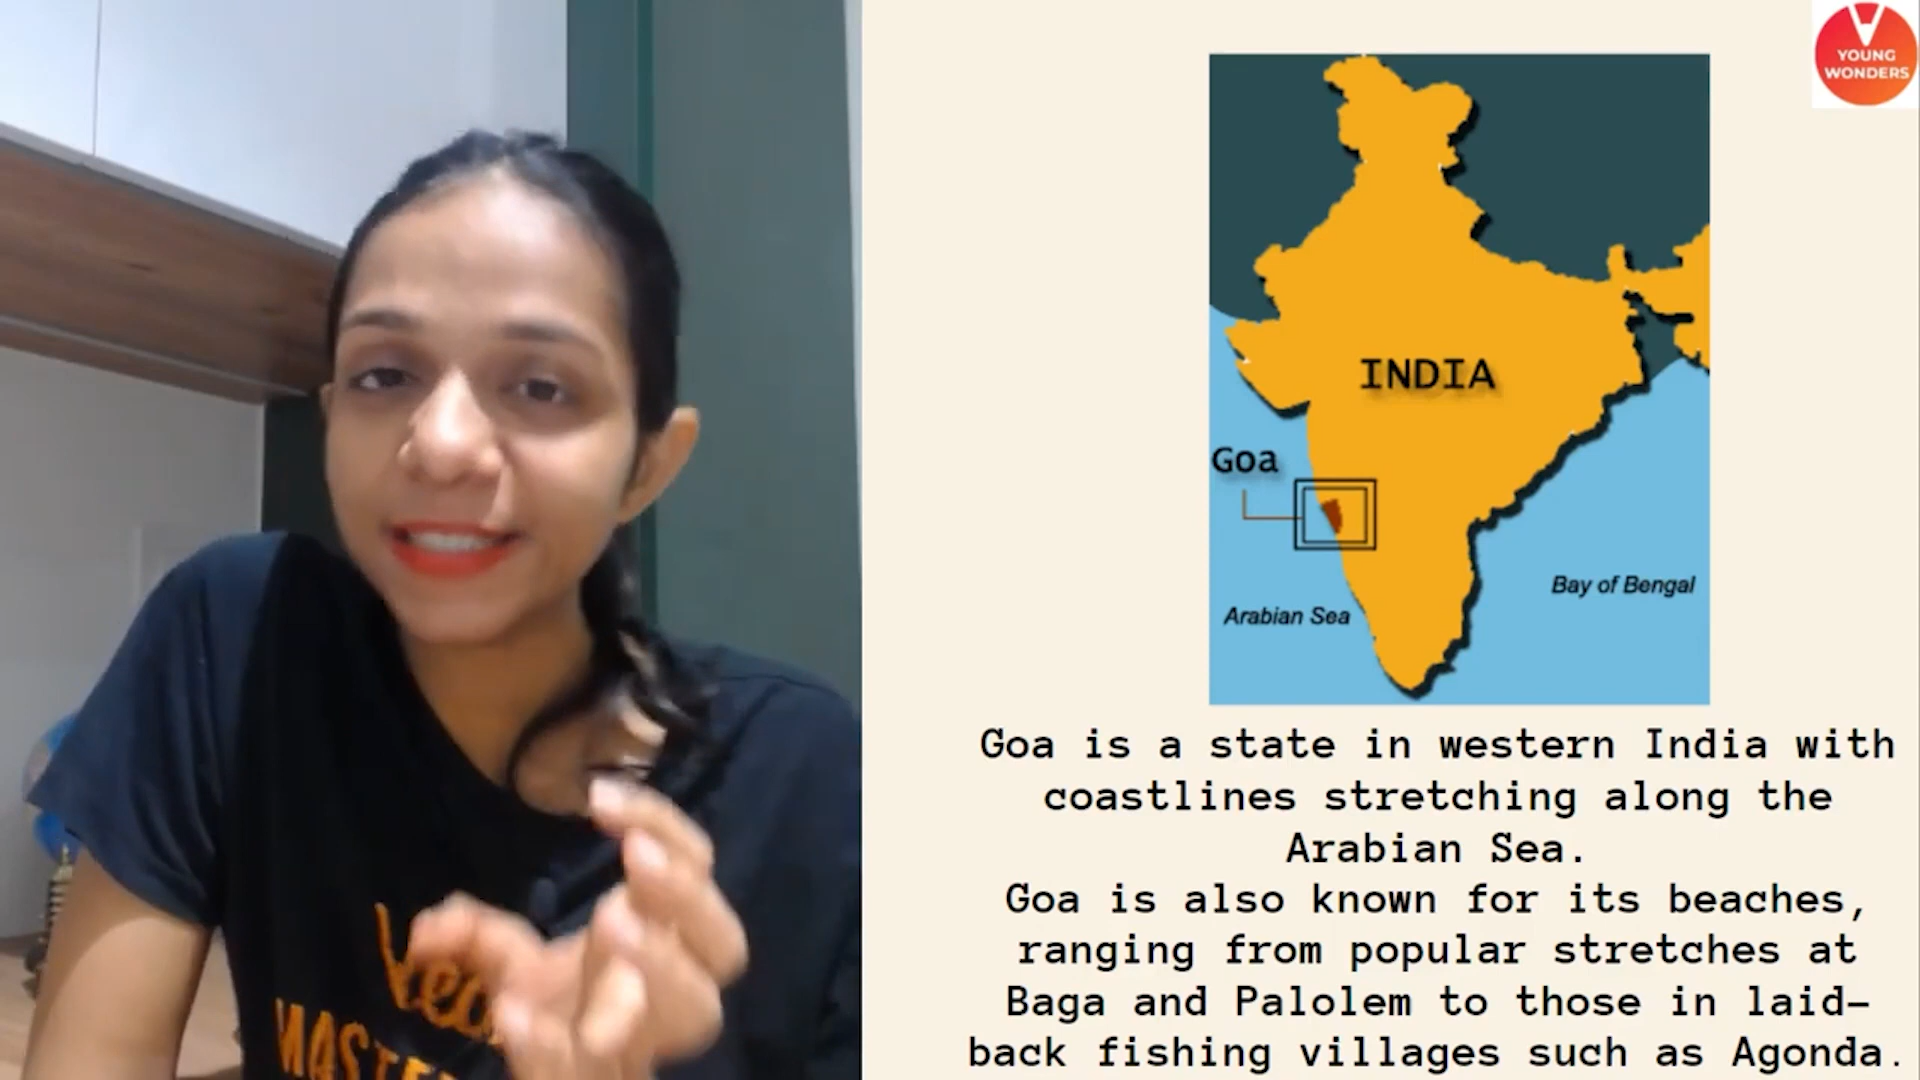 YOUNG
WONDERS
INDIA
Goa
Bay of Bengal
Arabian Sea
Goa is a state in western India with
coastlines stretching along the
Arabian Sea.
Goa is also known for its beaches,
ranging from popular stretches at
Baga and Palolem to those in laid-
back fishing villages such as Agonda.